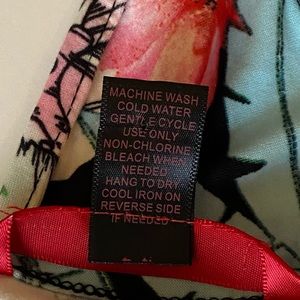 MACHINE WASH
COLD WATER
GENTLE CYCLE
USE ONLY
NON-CHLORINE
BLEACH WHEN
NEEDED
HANG TO DRY
COOL IRON ON
REVERSE SIDE
IF NEEDED